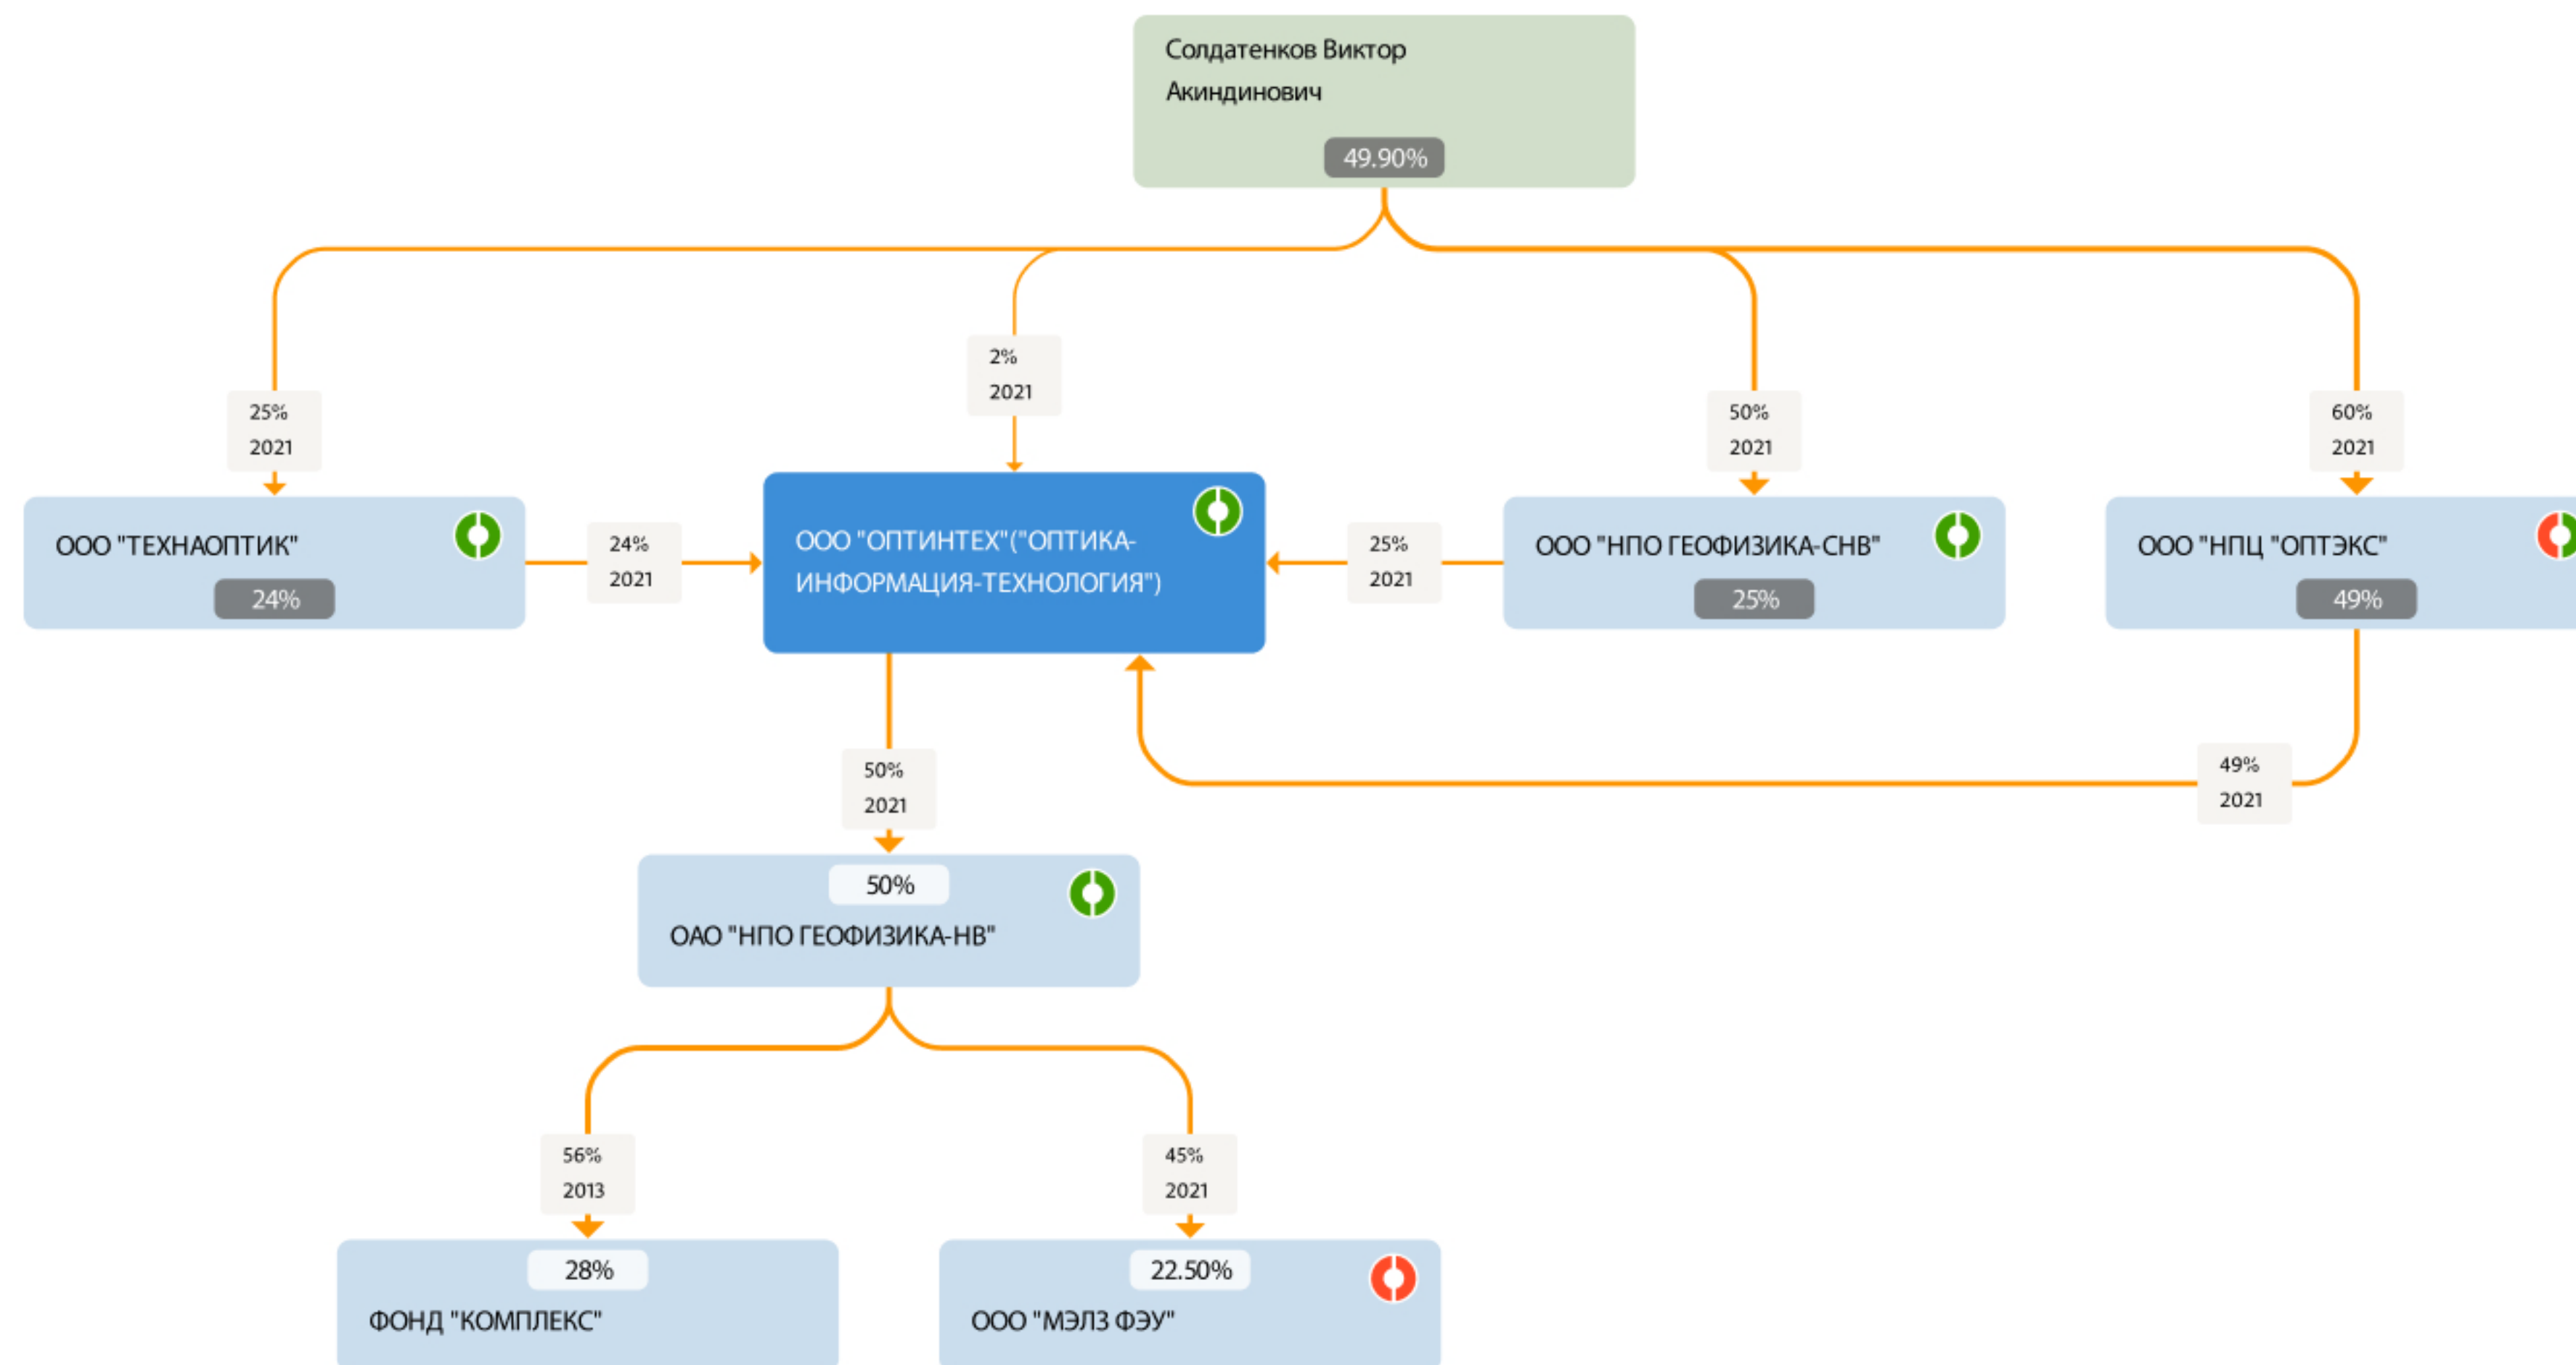 Солдатенков Виктор
Акиндинович
49.90%
2%
2021
25%
2021
50%
2021
60%
2021
ООО "ТЕХНАОПТИК"
24%
24%
2021
ООО "ОПТИНТЕХ"("ОПТИКА-
ИНФОРМАЦИЯ-ТЕХНОЛОГИЯ")
25%
2021
ООО "НПО ГЕОФИЗИКА-СНВ"
25%
ООО "НПЦ "ОПТЭКС"
49%
50%
2021
49%
2021
50%
ОАО "НПО ГЕОФИЗИКА-НВ"
56%
2013
45%
2021
28%
ФОНД "КОМПЛЕКС"
22.50%
ООО "МЭЛЗ ФЭУ"